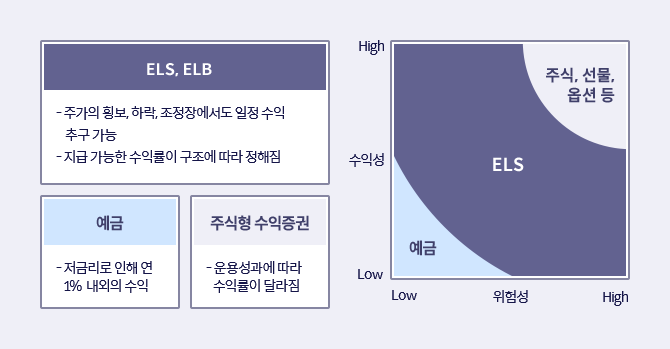 ELS, ELB
- 주가의 횡보, 하락, 조정장에서도 일정 수익
추구 가능
- 지급 가능한 수익률이 구조에 따라 정해짐
예금
- 저금리로 인해 연
1% 내외의 수익
주식형 수익증권
- 운용성과에 따라
수익률이 달라짐
High
수익성
Low
주식, 선물,
옵션 등
ELS
예금
Low
위험성
High